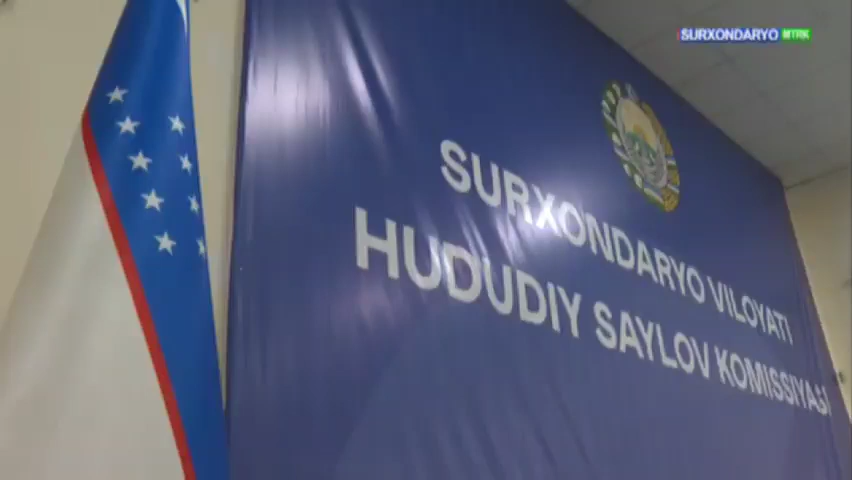 SURXONDARYO MTRK
SURXONDARYO VILOYATI
HUDUDIY SAYLOV KOMISSIYASI